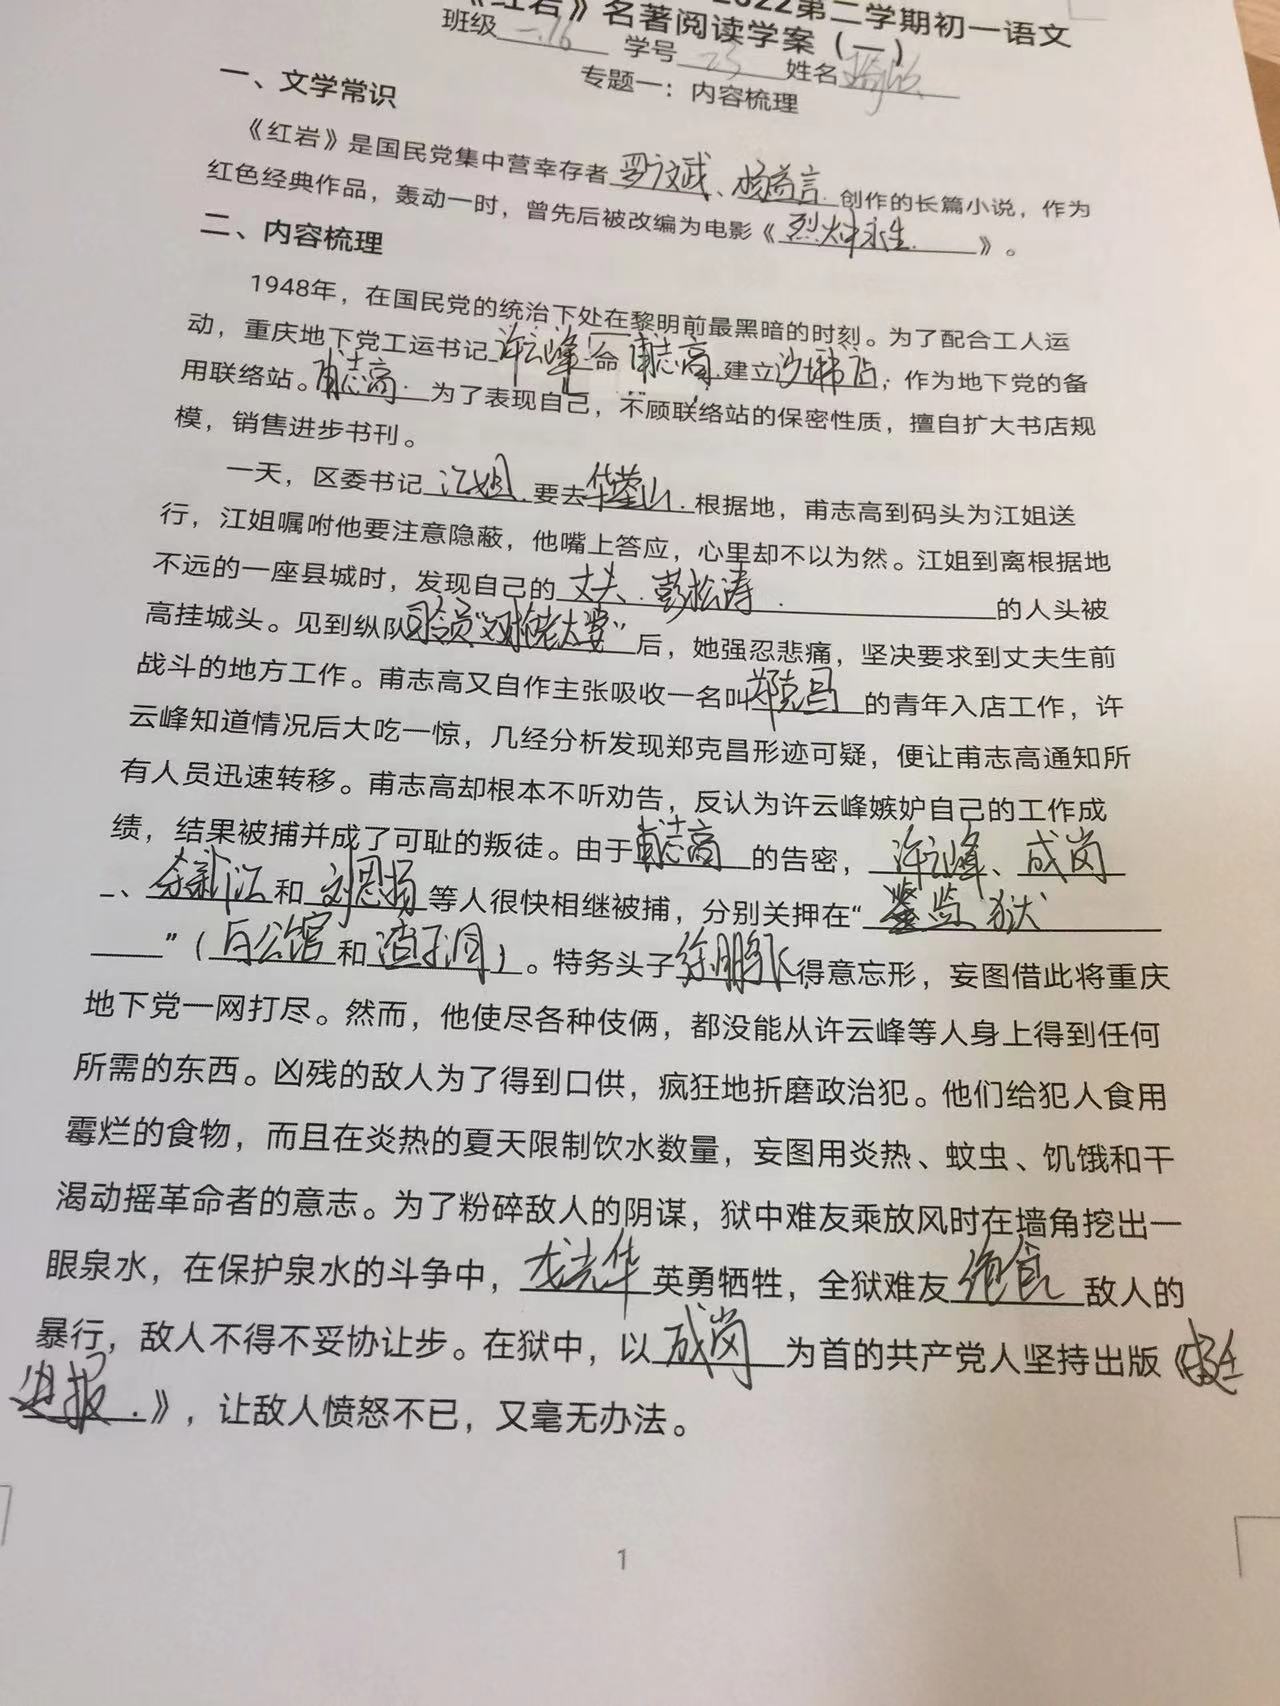 2022第二学期初一语文
《红岩》名著阅读学案（一）
班级 一.16 学号 23 姓名
专题一：内容梳理
一、文学常识
《红岩》是国民党集中营幸存者罗广斌、杨益言创作的长篇小说，作为
红色经典作品，轰动一时，曾先后被改编为电影《烈火中永生》。
二、内容梳理
1948年，在国民党的统治下处在黎明前最黑暗的时刻。为了配合工人运
动，重庆地下党工运书记许云峰命甫志高建立沙坪书店，作为地下党的备
用联络站。甫志高为了表现自己，不顾联络站的保密性质，擅自扩大书店规
模，销售进步书刊。
一天，区委书记江姐要去华蓥山根据地，甫志高到码头为江姐送
行，江姐嘱咐他要注意隐蔽，他嘴上答应，心里却不以为然。江姐到离根据地
不远的一座县城时，发现自己的丈夫彭松涛的人头被
高挂城头。见到纵队司令员“双枪老太婆”后，她强忍悲痛，坚决要求到丈夫生前
战斗的地方工作。甫志高又自作主张吸收一名叫郑克昌的青年入店工作，许
云峰知道情况后大吃一惊，几经分析发现郑克昌形迹可疑，便让甫志高通知所
有人员迅速转移。甫志高却根本不听劝告，反认为许云峰嫉妒自己的工作成
绩，结果被捕并成了可耻的叛徒。由于甫志高的告密，许云峰、成岗
、余新江和刘思扬等人很快相继被捕，分别关押在“监狱
”（白公馆和渣滓洞）。特务头子徐鹏飞得意忘形，妄图借此将重庆
地下党一网打尽。然而，他使尽各种伎俩，都没能从许云峰等人身上得到任何
所需的东西。凶残的敌人为了得到口供，疯狂地折磨政治犯。他们给犯人食用
霉烂的食物，而且在炎热的夏天限制饮水数量，妄图用炎热、蚊虫、饥饿和干
渴动摇革命者的意志。为了粉碎敌人的阴谋，狱中难友乘放风时在墙角挖出一
眼泉水，在保护泉水的斗争中，龙光华英勇牺牲，全狱难友绝食敌人的
暴行，敌人不得不妥协让步。在狱中，以成岗为首的共产党人坚持出版《挺
进报》，让敌人愤怒不已，又毫无办法。
1